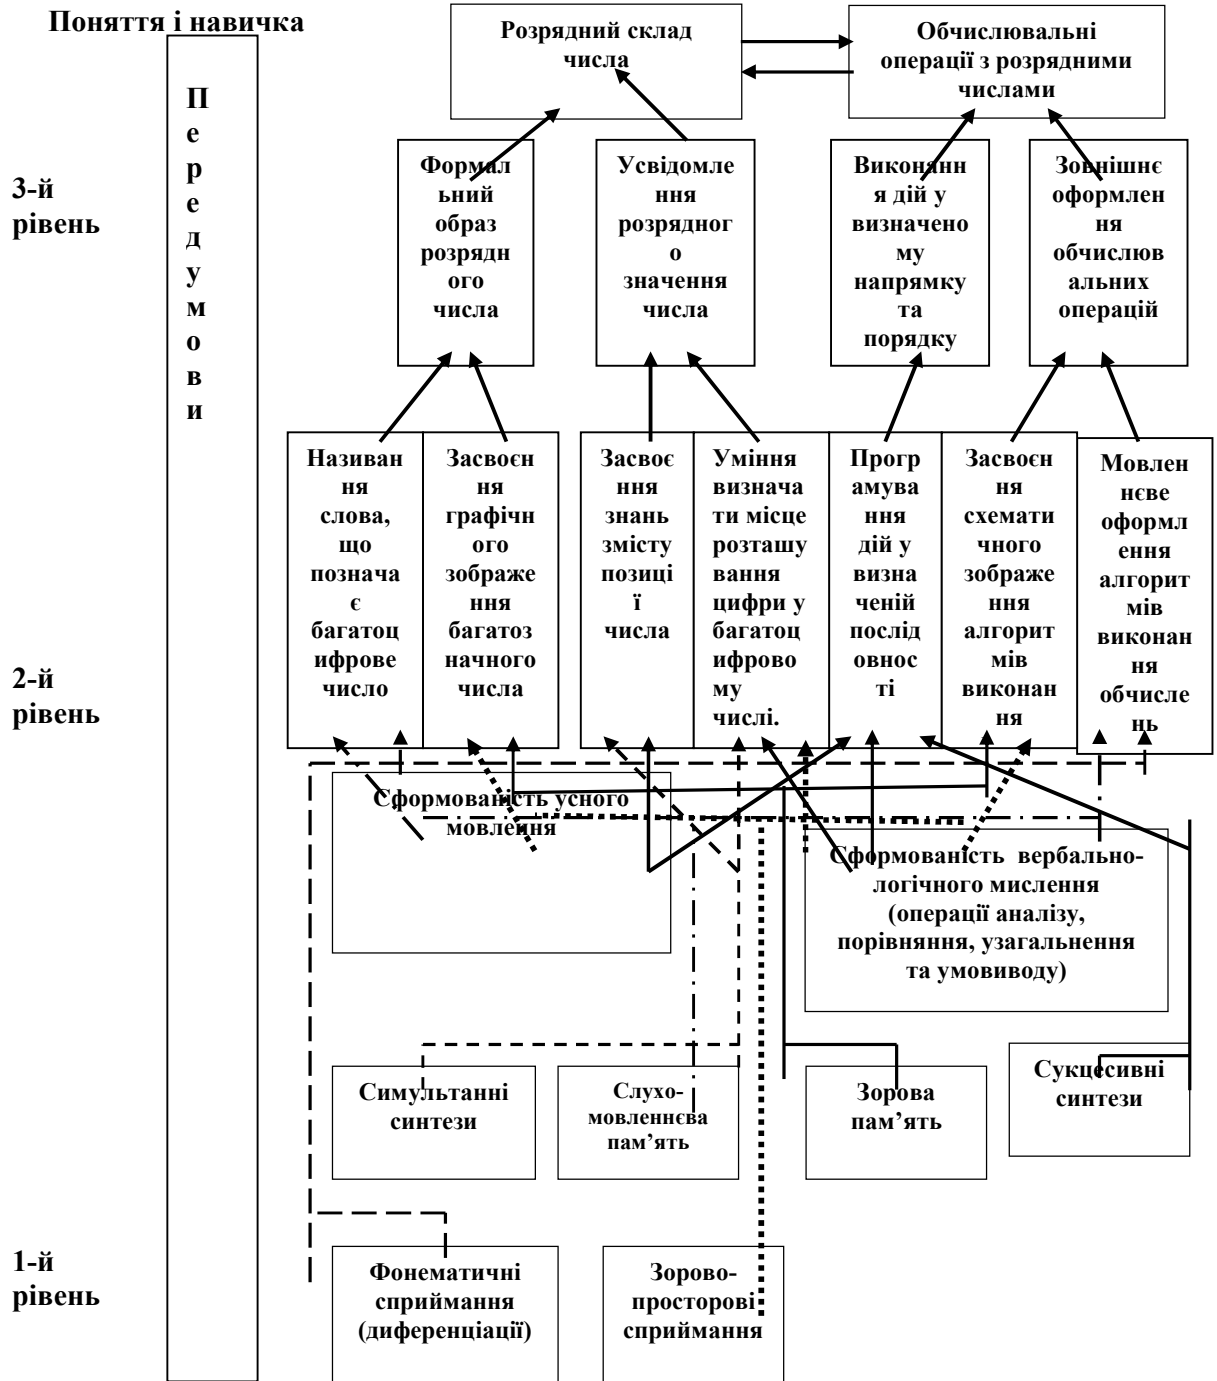 Поняття і навичка
Розрядний склад
числа
Обчислювальні
операції з розрядними
числами
П
е
р
е
д
у
м
о
в
и
3-й
рівень
Формал
ьний
образ
розрядн
ого
числа
Усвідомле
ння
розрядног
о
значення
числа
Виконанн
я дій у
визначено
му
напрямку
та
порядку
Зовнішнє
оформлен
ня
обчислюв
альних
операцій
2-й
рівень
Називан
ня
слова,
що
познача
є
багатоц
ифрове
число
Засвоєн
ня
графічн
ого
зображе
ння
багатоз
начного
числа
Засвоє
ння
знань
змісту
позиці
ї
числа
Уміння
визнача
ти місце
розташу
вання
цифри у
багатоц
ифрово
му
числі.
Прогр
амува
ння
дій у
визна
ченій
послід
овнос
ті
Засвоєн
ня
схемати
чного
зображе
ння
алгорит
мів
виконан
ня
Мовлен
нєве
оформл
ення
алгорит
мів
виконан
ня
обчисле
нь
Сформованість усного
мовлення
Сформованість вербально-
логічного мислення
(операції аналізу,
порівняння, узагальнення
та умовиводу)
Симультанні
синтези
Слухо-
мовленнєва
пам’ять
Зорова
пам’ять
Сукцесивні
синтези
1-й
рівень
Фонематичні
сприймання
(диференціації)
Зорово-
просторові
сприймання